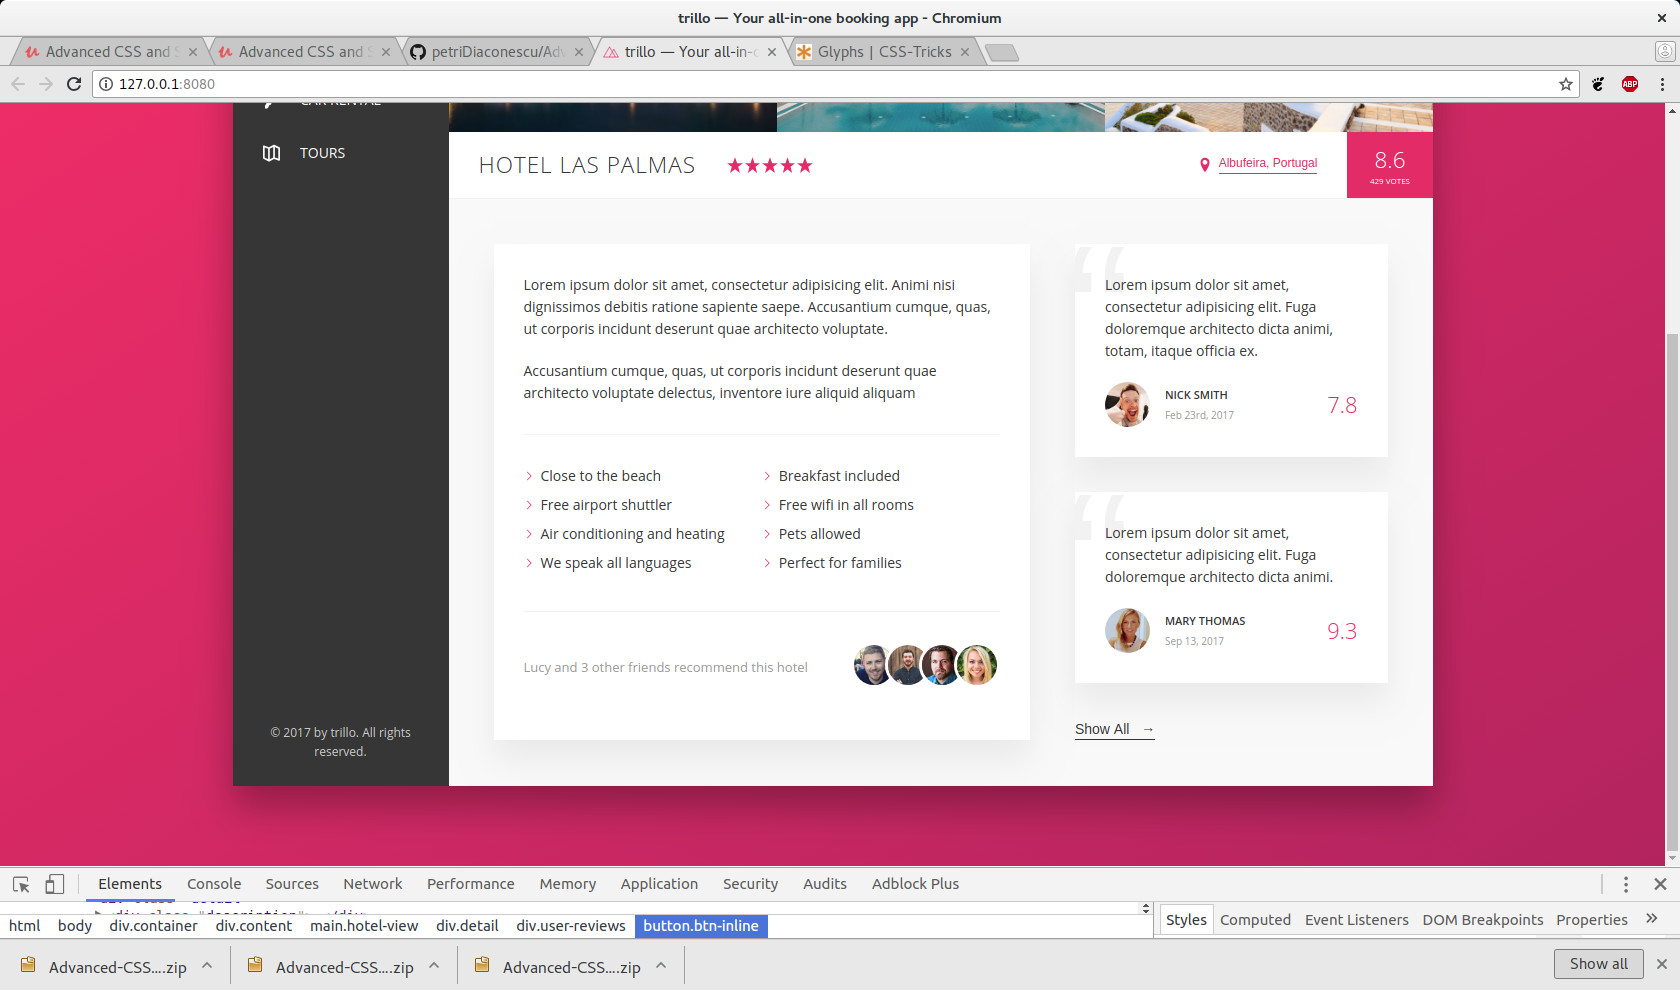 trillo — Your all-in-one booking app - Chromium
Advanced CSS and
Advanced CSS and
petriDiaconescu/Adv
trillo — Your all-in-
Glyphs | CSS-Tricks
127.0.0.1:8080
ABP
CAR RENTAL
TOURS
HOTEL LAS PALMAS
Albufeira, Portugal
8.6
429 VOTES
Lorem ipsum dolor sit amet, consectetur adipisicing elit. Animi nisi
dignissimos debitis ratione sapiente saepe. Accusantium cumque, quas,
ut corporis incidunt deserunt quae architecto voluptate.
Accusantium cumque, quas, ut corporis incidunt deserunt quae
architecto voluptate delectus, inventore iure aliquid aliquam
Close to the beach
Breakfast included
Free airport shuttler
Free wifi in all rooms
Air conditioning and heating
Pets allowed
We speak all languages
Perfect for families
Lucy and 3 other friends recommend this hotel
“
Lorem ipsum dolor sit amet,
consectetur adipisicing elit. Fuga
doloremque architecto dicta animi,
totam, itaque officia ex.
NICK SMITH
Feb 23rd, 2017
7.8
“
Lorem ipsum dolor sit amet,
consectetur adipisicing elit. Fuga
doloremque architecto dicta animi.
MARY THOMAS
Sep 13, 2017
9.3
Show All →
© 2017 by trillo. All rights
reserved.
Elements Console Sources Network Performance Memory Application Security Audits Adblock Plus
html body div.container div.content main.hotel-view div.detail div.user-reviews button.btn-inline
Styles Computed Event Listeners DOM Breakpoints Properties »
Advanced-CSS....zip
Advanced-CSS....zip
Advanced-CSS....zip
Show all